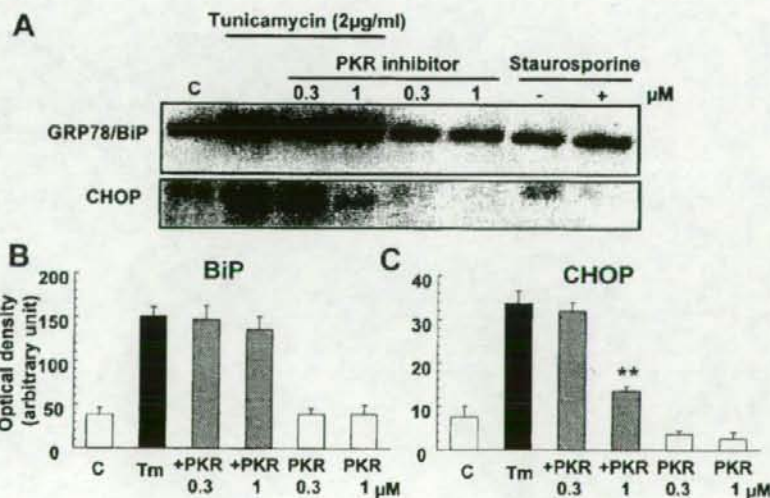 A
Tunicamycin (2µg/ml)
PKR inhibitor Staurosporine
C 0.3 1 0.3 1 - + µM
GRP78/BiP
CHOP
B
BiP
Optical density
(arbitrary unit)
200
150
100
50
0
C Tm +PKR +PKR PKR PKR
0.3 1 0.3 1 µM
C
CHOP
40
30
20
10
0
**
C Tm +PKR +PKR PKR PKR
0.3 1 0.3 1 µM